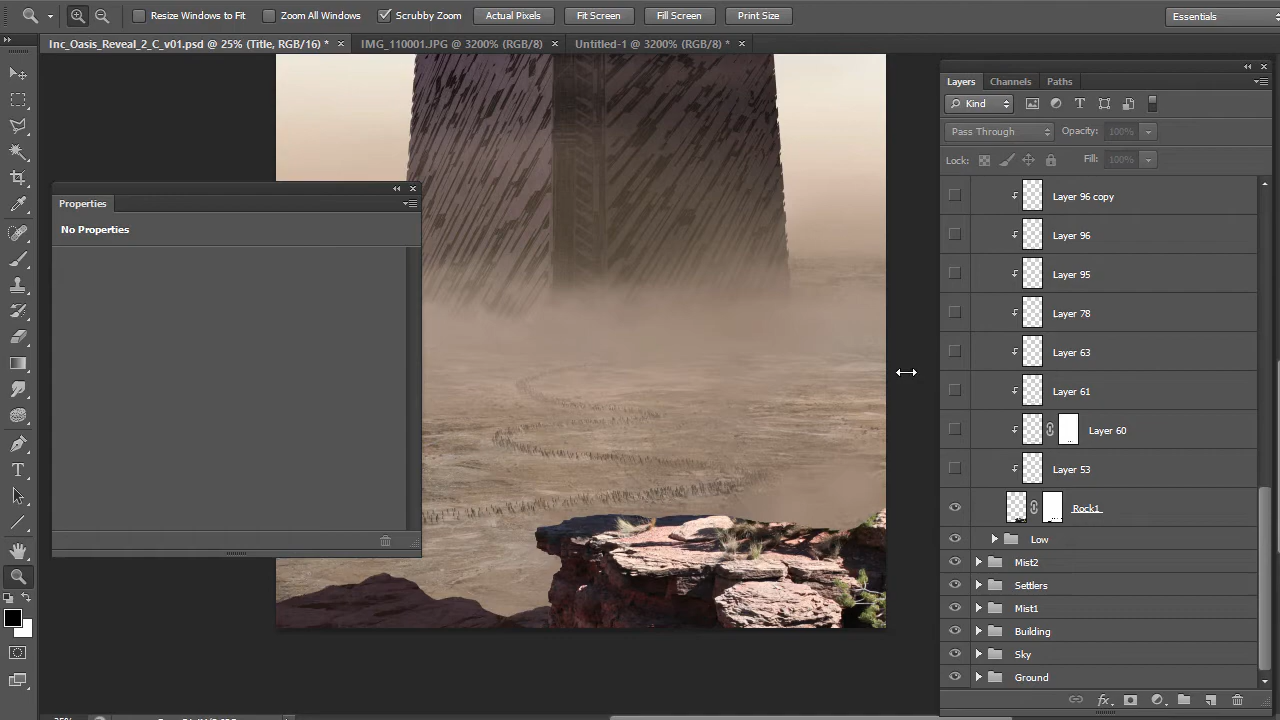 Resize Windows to Fit
Zoom All Windows
Scrubby Zoom
Actual Pixels
Fit Screen
Fill Screen
Print Size
Essentials
Inc_Oasis_Reveal_2_C_v01.psd @ 25% (Title, RGB/16) *
IMG_110001.JPG @ 3200% (RGB/8)
Untitled-1 @ 3200% (RGB/8) *
Properties
No Properties
Layers
Channels
Paths
Kind
Pass Through
Opacity:
100%
Lock:
Fill:
100%
Layer 96 copy
Layer 96
Layer 95
Layer 78
Layer 63
Layer 61
Layer 60
Layer 53
Rock1
Low
Mist2
Settlers
Mist1
Building
Sky
Ground